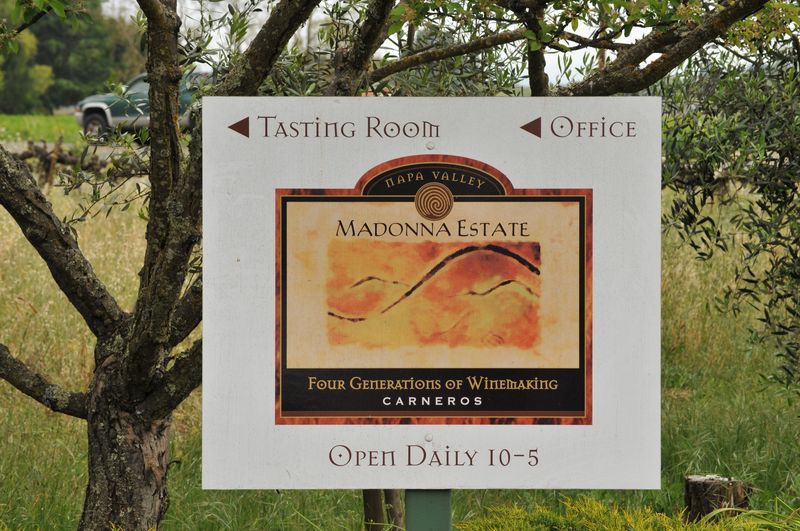 Tasting Room
Office
NAPA VALLEY
Madonna Estate
Four Generations of Winemaking
CARNEROS
Open Daily 10-5